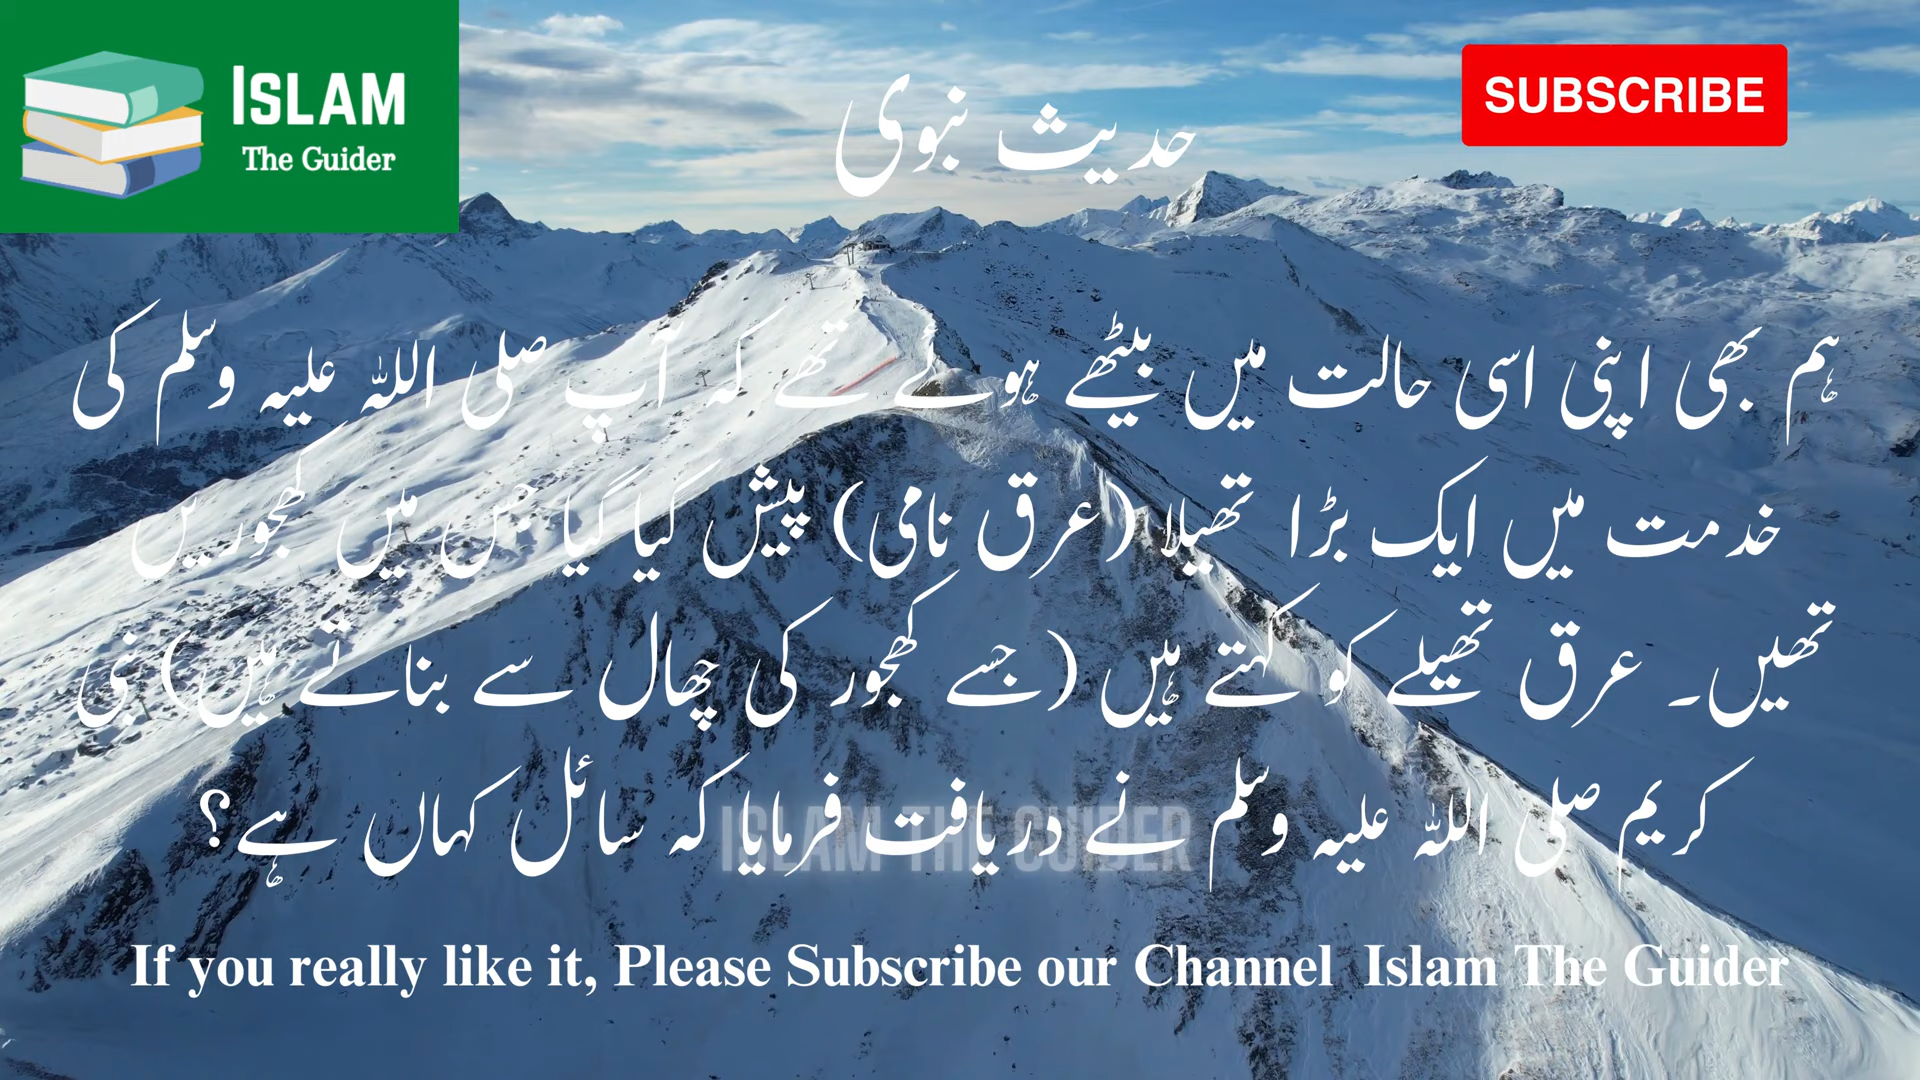 ISLAM
The Guider
SUBSCRIBE
حدیث نبوی
ہم بھی اپنی اسی حالت میں بیٹھے ہوئے تھے کہ آپ صلی اللہ علیہ وسلم کی
خدمت میں ایک بڑا تھیلا (عرق نامی) پیش کیا گیا جس میں کھجوریں
تھیں۔ عرق تھیلے کو کہتے ہیں (جسے کھجور کی چھال سے بناتے ہیں) نبی
کریم صلی اللہ علیہ وسلم نے دریافت فرمایا کہ سائل کہاں ہے؟
ISLAM THE GUIDER
If you really like it, Please Subscribe our Channel Islam The Guider